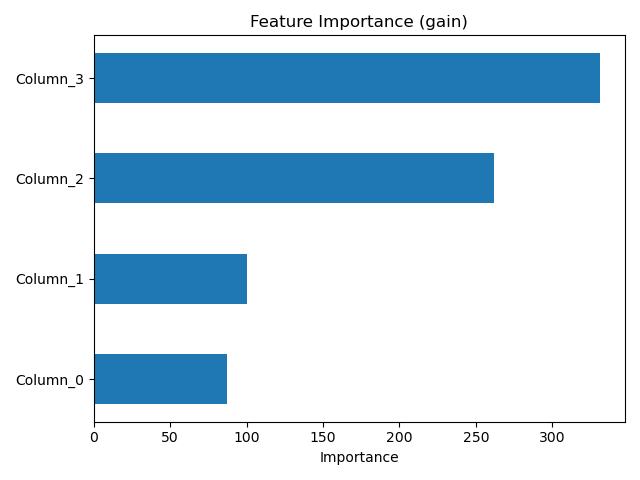 Feature Importance (gain)
Column_3
Column_2
Column_1
Column_0
0 50 100 150 200 250 300
Importance